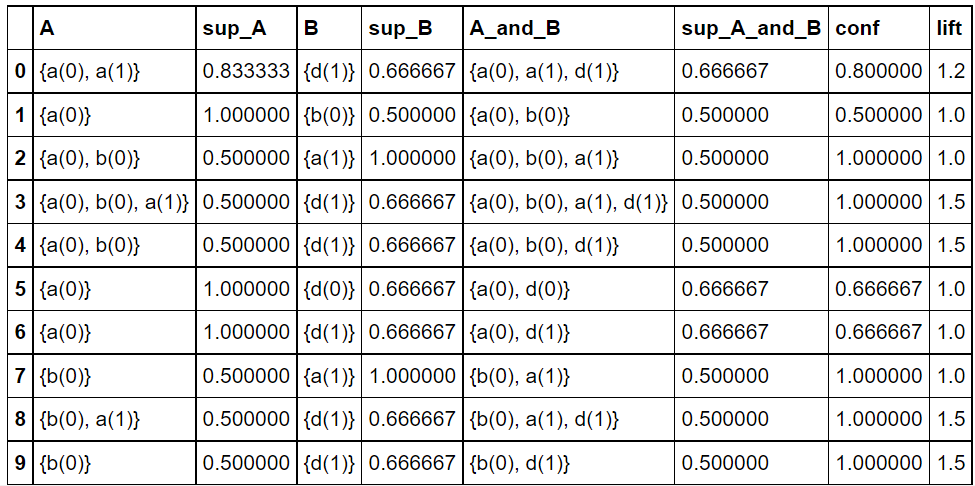 A sup_A B sup_B A_and_B sup_A_and_B conf lift
0 {a(0), a(1)} 0.833333 {d(1)} 0.666667 {a(0), a(1), d(1)} 0.666667 0.800000 1.2
1 {a(0)} 1.000000 {b(0)} 0.500000 {a(0), b(0)} 0.500000 0.500000 1.0
2 {a(0), b(0)} 0.500000 {a(1)} 1.000000 {a(0), b(0), a(1)} 0.500000 1.000000 1.0
3 {a(0), b(0), a(1)} 0.500000 {d(1)} 0.666667 {a(0), b(0), a(1), d(1)} 0.500000 1.000000 1.5
4 {a(0), b(0)} 0.500000 {d(1)} 0.666667 {a(0), b(0), d(1)} 0.500000 1.000000 1.5
5 {a(0)} 1.000000 {d(0)} 0.666667 {a(0), d(0)} 0.666667 0.666667 1.0
6 {a(0)} 1.000000 {d(1)} 0.666667 {a(0), d(1)} 0.666667 0.666667 1.0
7 {b(0)} 0.500000 {a(1)} 1.000000 {b(0), a(1)} 0.500000 1.000000 1.0
8 {b(0), a(1)} 0.500000 {d(1)} 0.666667 {b(0), a(1), d(1)} 0.500000 1.000000 1.5
9 {b(0)} 0.500000 {d(1)} 0.666667 {b(0), d(1)} 0.500000 1.000000 1.5